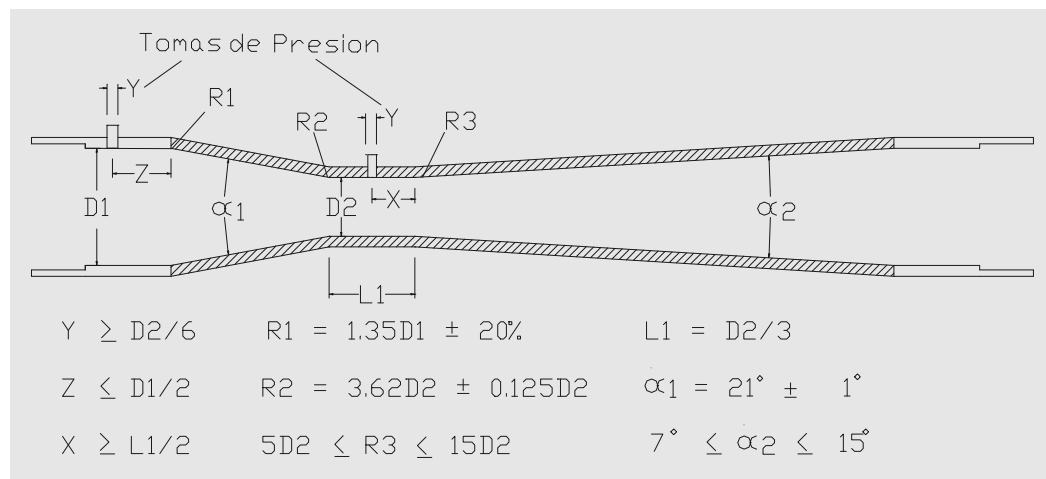 Tomas de Presion
Y
R1
R2
Y
R3
Z
X
D1
α1
D2
α2
L1
Y ≥ D2/6 R1 = 1.35D1 ± 20% L1 = D2/3
Z ≤ D1/2 R2 = 3.62D2 ± 0.125D2 α1 = 21° ± 1°
X ≥ L1/2 5D2 ≤ R3 ≤ 15D2 7° ≤ α2 ≤ 15°